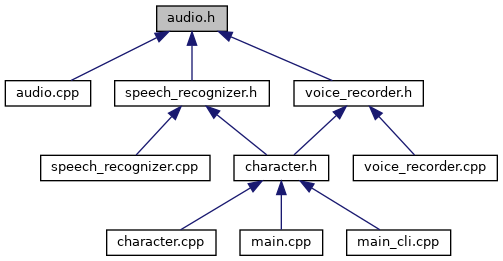 audio.h
audio.cpp
speech_recognizer.h
voice_recorder.h
speech_recognizer.cpp
character.h
voice_recorder.cpp
character.cpp
main.cpp
main_cli.cpp